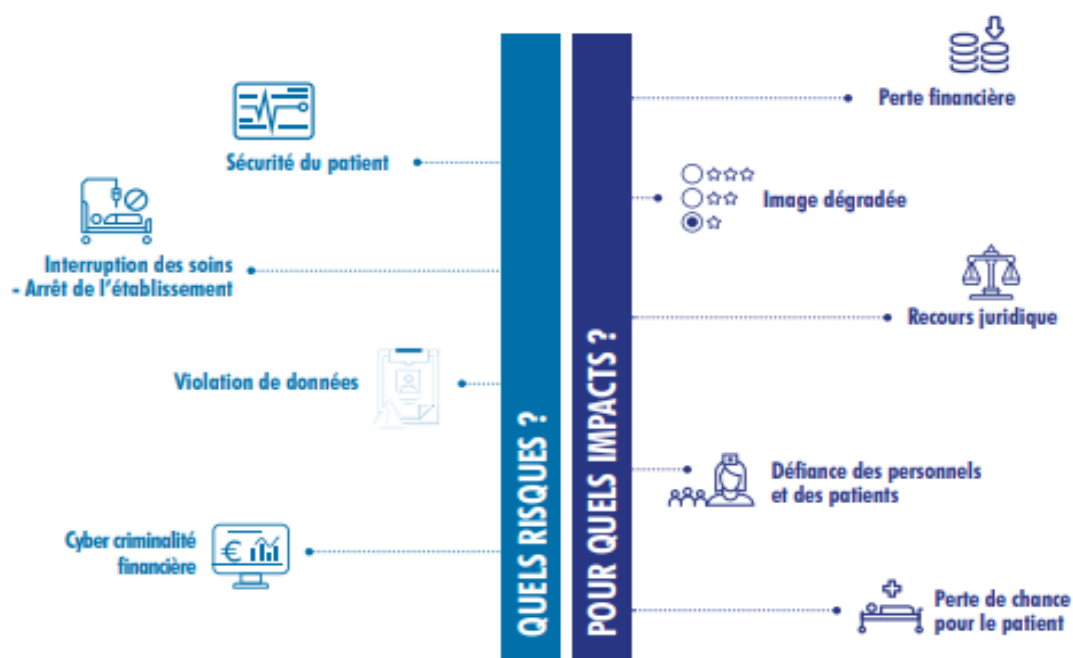 Sécurité du patient
Interruption des soins
- Arrêt de l'établissement
Violation de données
Cyber criminalité
financière
QUELS RISQUES ?
POUR QUELS IMPACTS ?
Perte financière
Image dégradée
Recours juridique
Défiance des personnels
et des patients
Perte de chance
pour le patient